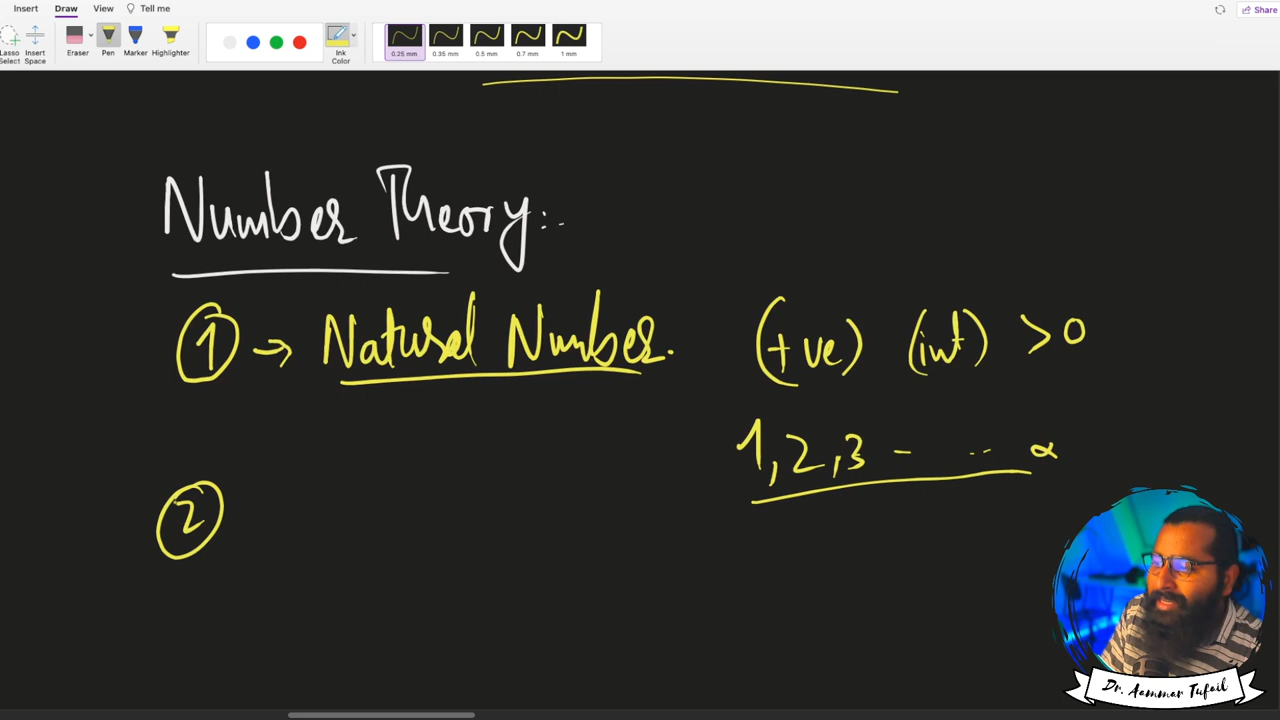 Insert Draw View Tell me
Share
Lasso Select
Insert Space
Eraser
Pen
Marker
Highlighter
Ink Color
0.25 mm
0.35 mm
0.5 mm
0.7 mm
1 mm
Number Theory:-
① → Natural Number. (+ve) (int) > 0
1, 2, 3 - - - - ∝
②
Dr. Aammar Tufail